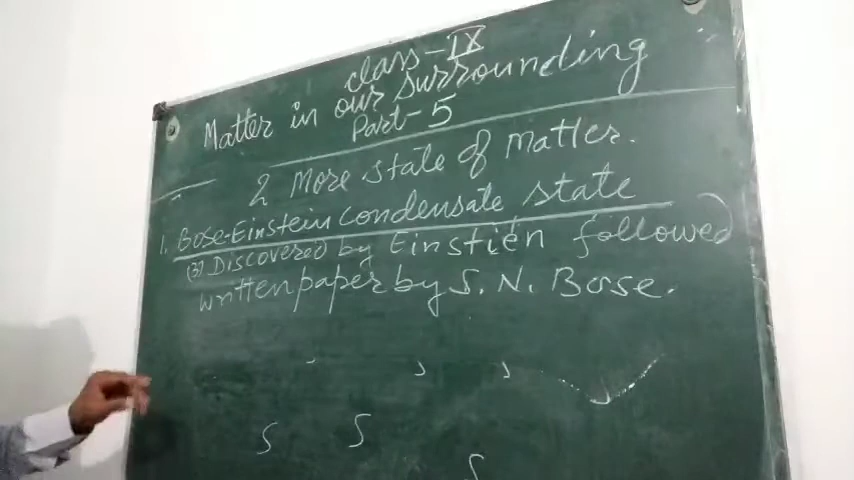 class-IX
Matter in our surrounding
Part-5
2 More state of matter.
1. Bose-Einstein condensate state
(3) Discovered by Einstien followed
written paper by S. N. Bose.